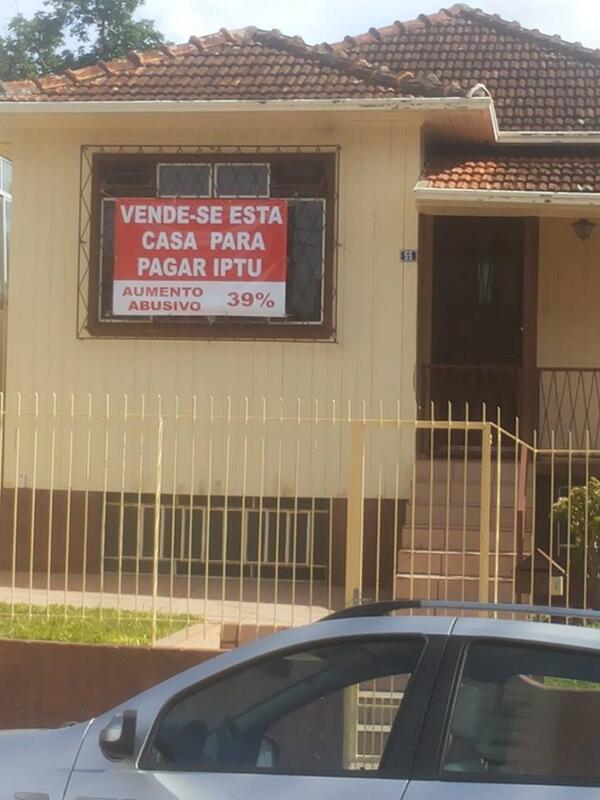 VENDE-SE ESTA
CASA PARA
PAGAR IPTU
AUMENTO
ABUSIVO 39%
55